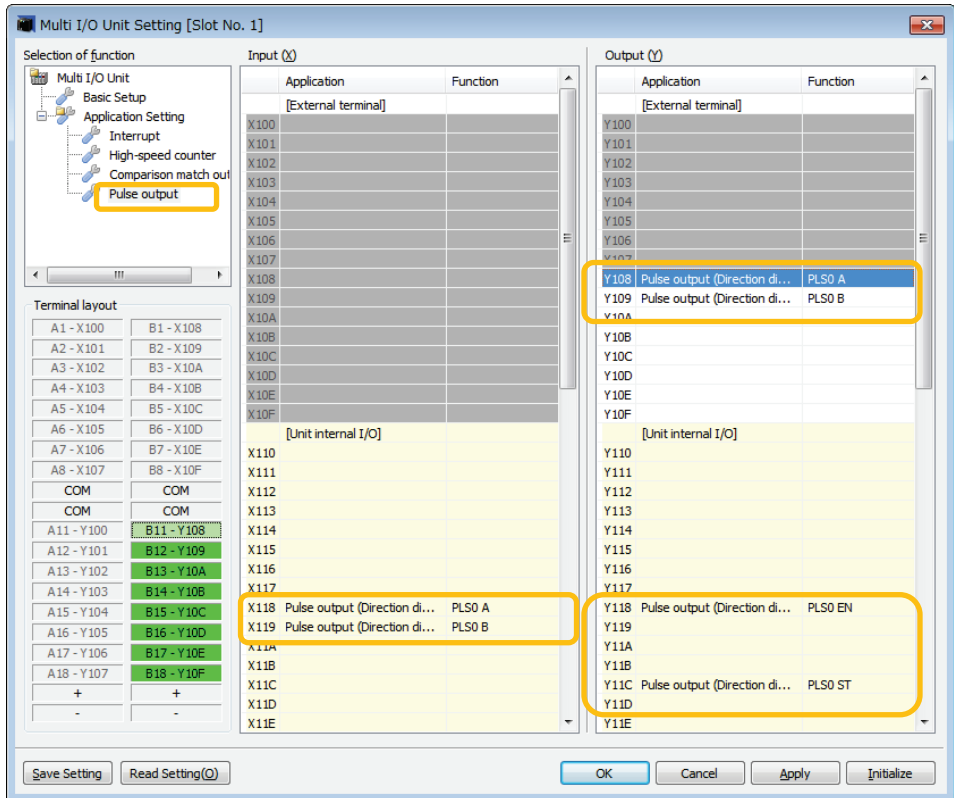 Multi I/O Unit Setting [Slot No. 1]
Selection of function
Multi I/O Unit
Basic Setup
Application Setting
Interrupt
High-speed counter
Comparison match out
Pulse output
Terminal layout
A1 - X100 B1 - X108
A2 - X101 B2 - X109
A3 - X102 B3 - X10A
A4 - X103 B4 - X10B
A5 - X104 B5 - X10C
A6 - X105 B6 - X10D
A7 - X106 B7 - X10E
A8 - X107 B8 - X10F
COM COM
COM COM
A11 - Y100 B11 - Y108
A12 - Y101 B12 - Y109
A13 - Y102 B13 - Y10A
A14 - Y103 B14 - Y10B
A15 - Y104 B15 - Y10C
A16 - Y105 B16 - Y10D
A17 - Y106 B17 - Y10E
A18 - Y107 B18 - Y10F
+ +
- -
Input (X)
Application Function
[External terminal]
X100
X101
X102
X103
X104
X105
X106
X107
X108
X109
X10A
X10B
X10C
X10D
X10E
X10F
[Unit internal I/O]
X110
X111
X112
X113
X114
X115
X116
X117
X118 Pulse output (Direction di... PLS0 A
X119 Pulse output (Direction di... PLS0 B
X11A
X11B
X11C
X11D
X11E
Output (Y)
Application Function
[External terminal]
Y100
Y101
Y102
Y103
Y104
Y105
Y106
Y107
Y108 Pulse output (Direction di... PLS0 A
Y109 Pulse output (Direction di... PLS0 B
Y10A
Y10B
Y10C
Y10D
Y10E
Y10F
[Unit internal I/O]
Y110
Y111
Y112
Y113
Y114
Y115
Y116
Y117
Y118 Pulse output (Direction di... PLS0 EN
Y119
Y11A
Y11B
Y11C Pulse output (Direction di... PLS0 ST
Y11D
Y11E
Save Setting Read Setting(O) OK Cancel Apply Initialize